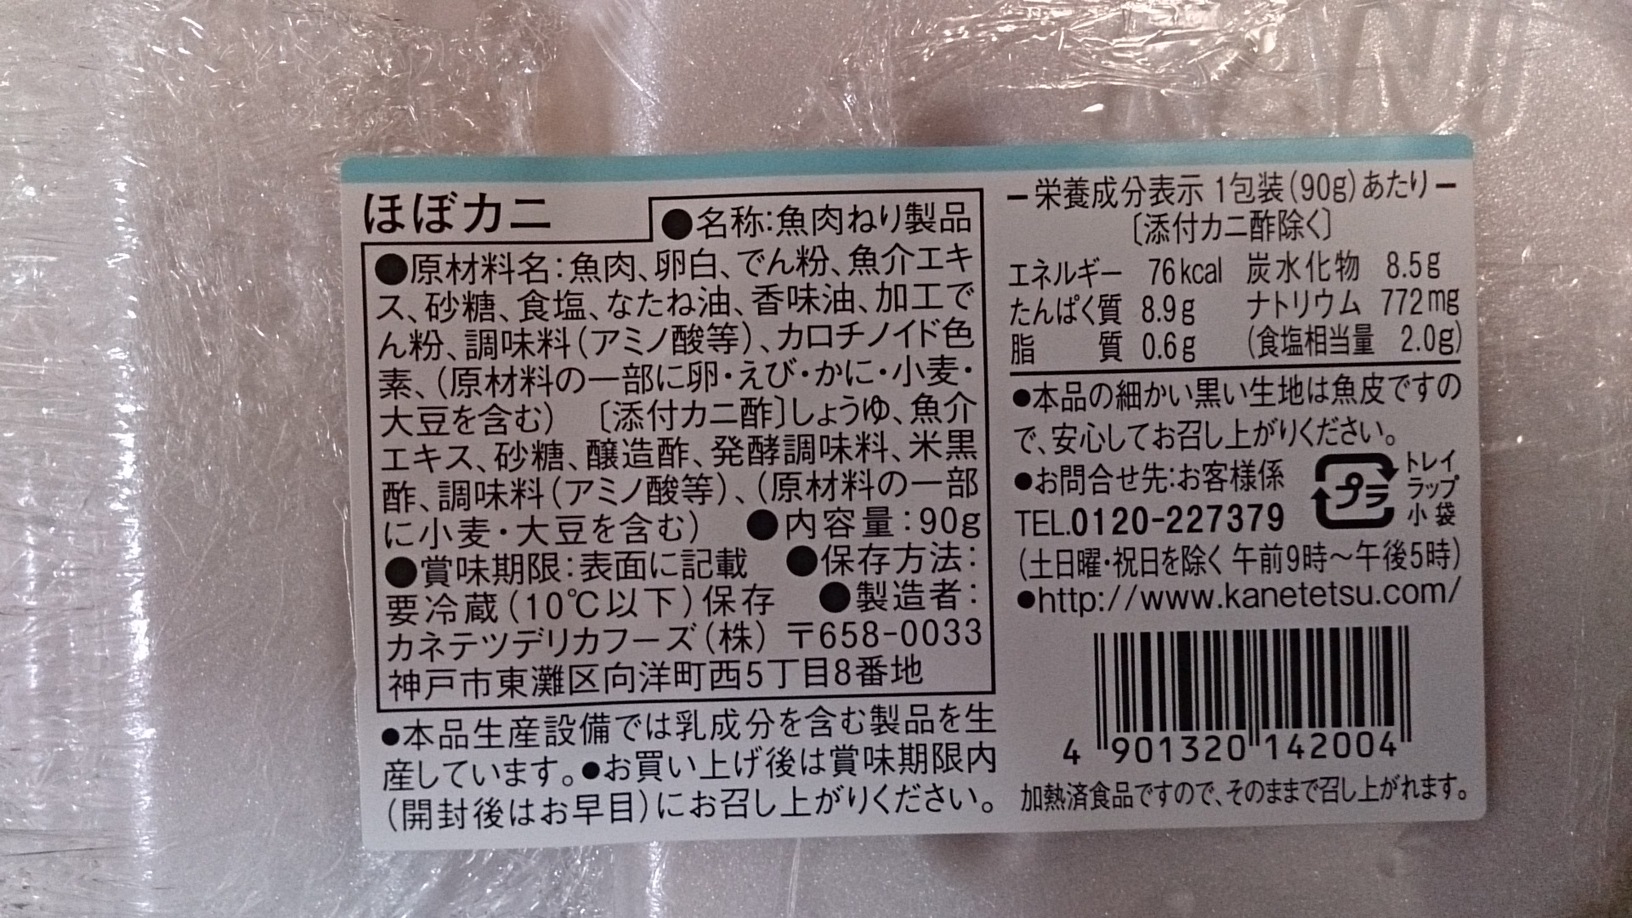 ほぼカニ
●名称:魚肉ねり製品
●原材料名:魚肉、卵白、でん粉、魚介エキ
ス、砂糖、食塩、なたね油、香味油、加工で
ん粉、調味料(アミノ酸等)、カロチノイド色
素、(原材料の一部に卵・えび・かに・小麦・
大豆を含む) 〔添付カニ酢〕しょうゆ、魚介
エキス、砂糖、醸造酢、発酵調味料、米黒
酢、調味料(アミノ酸等)、(原材料の一部
に小麦・大豆を含む) ●内容量:90g
●賞味期限:表面に記載 ●保存方法:
要冷蔵(10℃以下)保存 ●製造者:
カネテツデリカフーズ(株) 〒658-0033
神戸市東灘区向洋町西5丁目8番地
●本品生産設備では乳成分を含む製品を生
産しています。●お買い上げ後は賞味期限内
(開封後はお早目)にお召し上がりください。
ー栄養成分表示 1包装(90g)あたりー
〔添付カニ酢除く〕
エネルギー 76kcal 炭水化物 8.5g
たんぱく質 8.9g ナトリウム 772mg
脂質 0.6g (食塩相当量 2.0g)
●本品の細かい黒い生地は魚皮ですの
で、安心してお召し上がりください。
●お問合せ先:お客様係
TEL.0120-227379
プラ
トレイ
ラップ
小袋
(土日曜・祝日を除く 午前9時〜午後5時)
●http://www.kanetetsu.com/
4 901320 142004
加熱済食品ですので、そのままで召し上がれます。